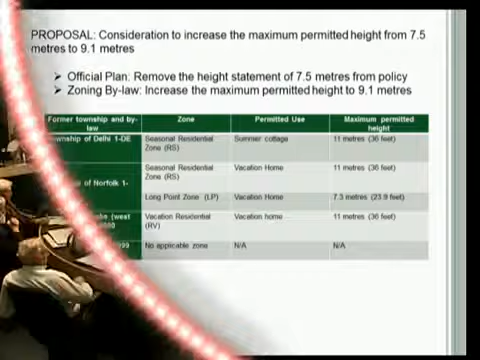 PROPOSAL: Consideration to increase the maximum permitted height from 7.5
metres to 9.1 metres
➢ Official Plan: Remove the height statement of 7.5 metres from policy
➢ Zoning By-law: Increase the maximum permitted height to 9.1 metres
Former township and by-law Zone Permitted Use Maximum permitted height
township of Delhi 1-DE Seasonal Residential Zone (RS) Summer cottage 11 metres (36 feet)
of Norfolk 1- Seasonal Residential Zone (RS) Vacation Home 11 metres (36 feet)
Long Point Zone (LP) Vacation Home 7.3 metres (23.9 feet)
(west Vacation Residential (RV) Vacation home 11 metres (36 feet)
No applicable zone N/A N/A